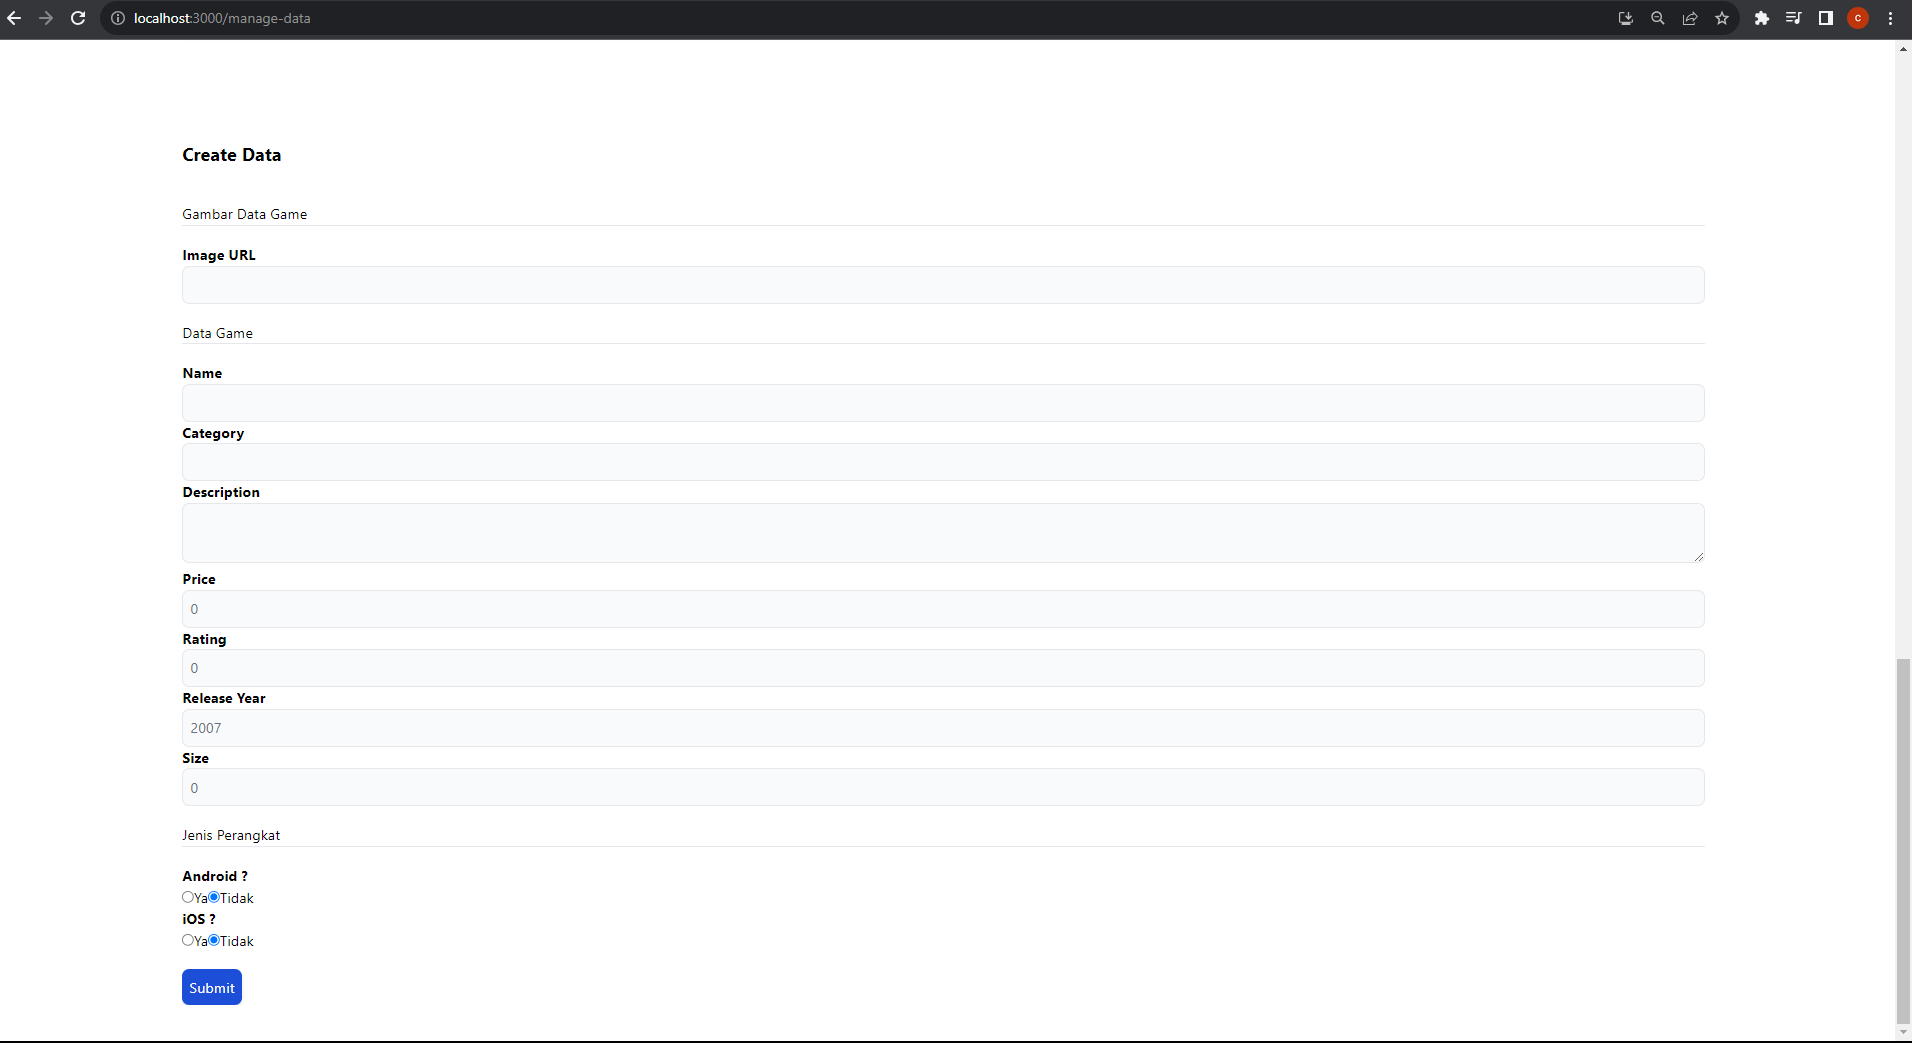 localhost:3000/manage-data
C
Create Data
Gambar Data Game
Image URL
Data Game
Name
Category
Description
Price
0
Rating
0
Release Year
2007
Size
0
Jenis Perangkat
Android ?
Ya Tidak
iOS ?
Ya Tidak
Submit